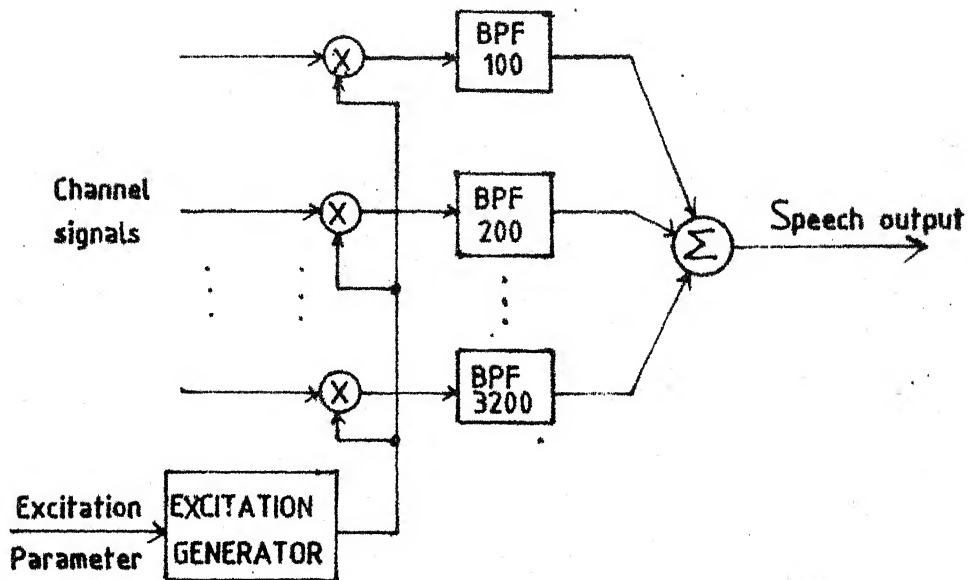 BPF
100
X
Channel
signals
X
BPF
200
Σ
Speech output
X
BPF
3200
Excitation
Parameter
EXCITATION
GENERATOR